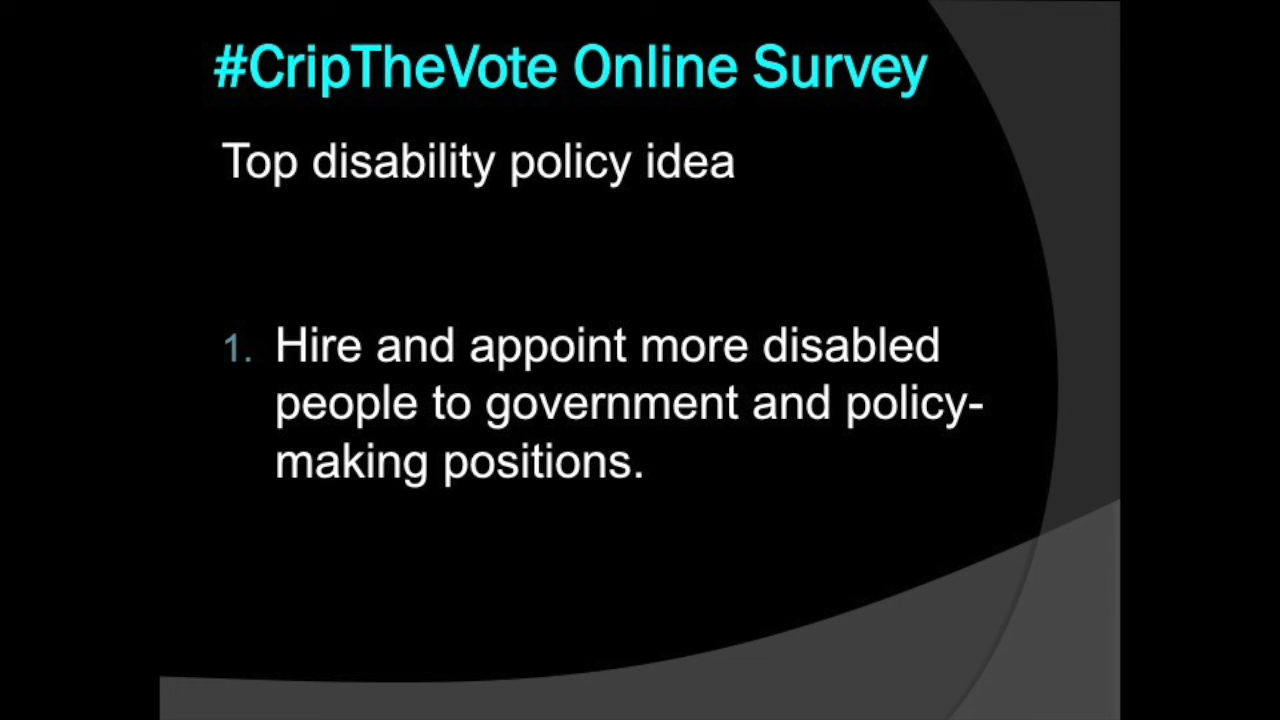 #CripTheVote Online Survey
Top disability policy idea
1. Hire and appoint more disabled
people to government and policy-
making positions.